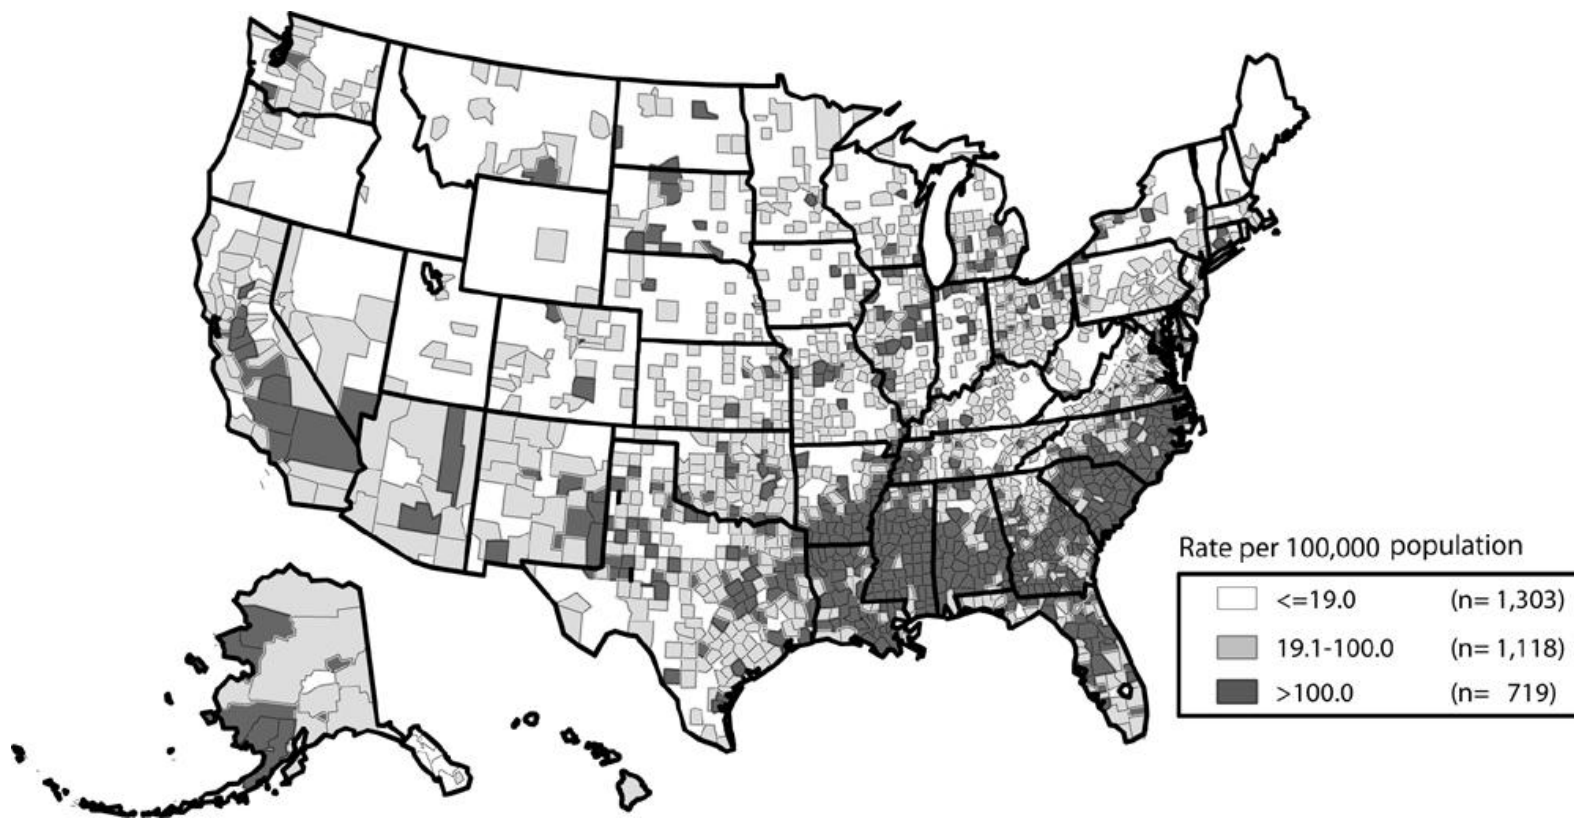 Rate per 100,000 population
<=19.0 (n= 1,303)
19.1-100.0 (n= 1,118)
>100.0 (n= 719)